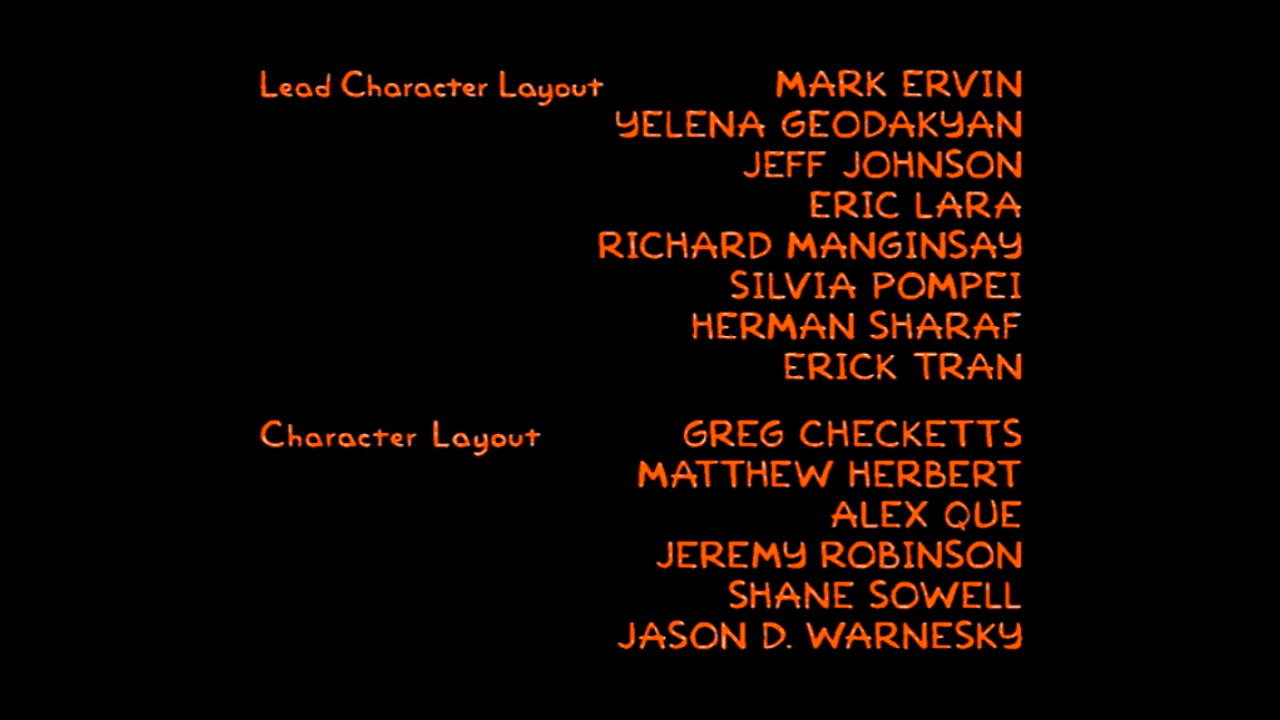 Lead Character Layout MARK ERVIN
YELENA GEODAKYAN
JEFF JOHNSON
ERIC LARA
RICHARD MANGINSAY
SILVIA POMPEI
HERMAN SHARAF
ERICK TRAN
Character Layout GREG CHECKETTS
MATTHEW HERBERT
ALEX QUE
JEREMY ROBINSON
SHANE SOWELL
JASON D. WARNESKY